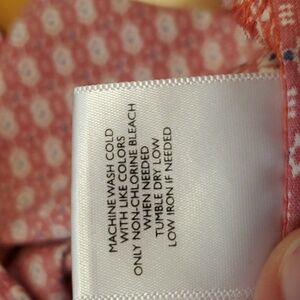 MACHINE WASH COLD
WITH LIKE COLORS
ONLY NON-CHLORINE BLEACH
WHEN NEEDED
TUMBLE DRY LOW
LOW IRON IF NEEDED